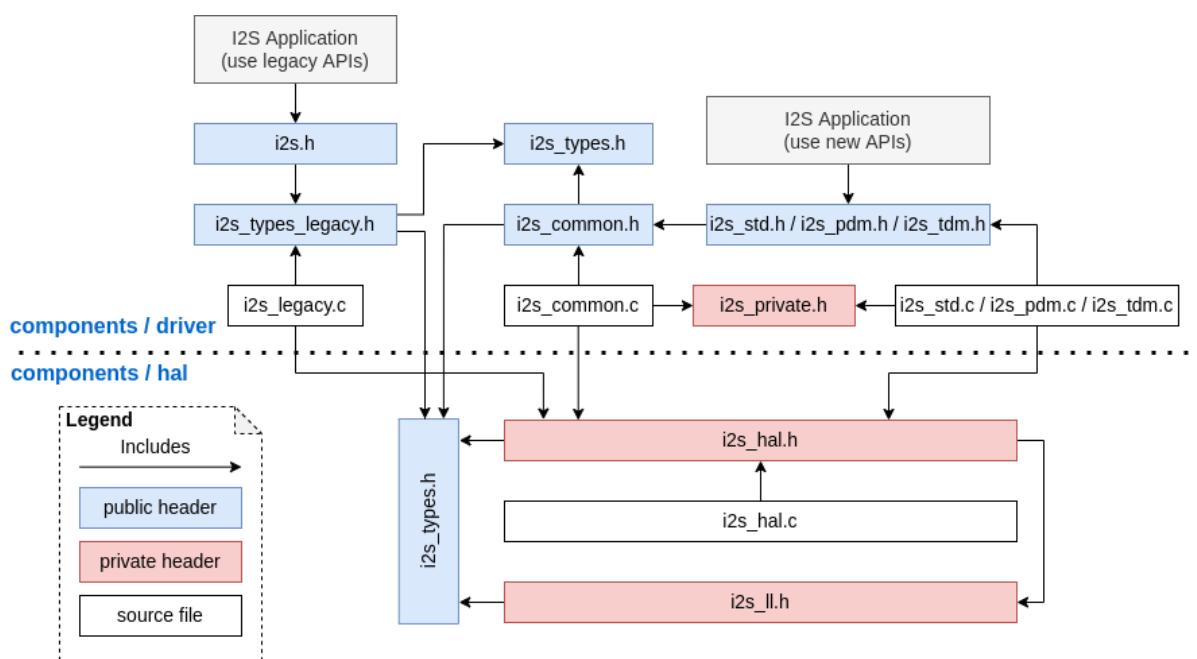 I2S Application
(use legacy APIs)
i2s.h
i2s_types.h
I2S Application
(use new APIs)
i2s_types_legacy.h
i2s_common.h
i2s_std.h / i2s_pdm.h / i2s_tdm.h
i2s_legacy.c
i2s_common.c
i2s_private.h
i2s_std.c / i2s_pdm.c / i2s_tdm.c
components / driver
components / hal
Legend
Includes
public header
private header
source file
i2s_types.h
i2s_hal.h
i2s_hal.c
i2s_ll.h